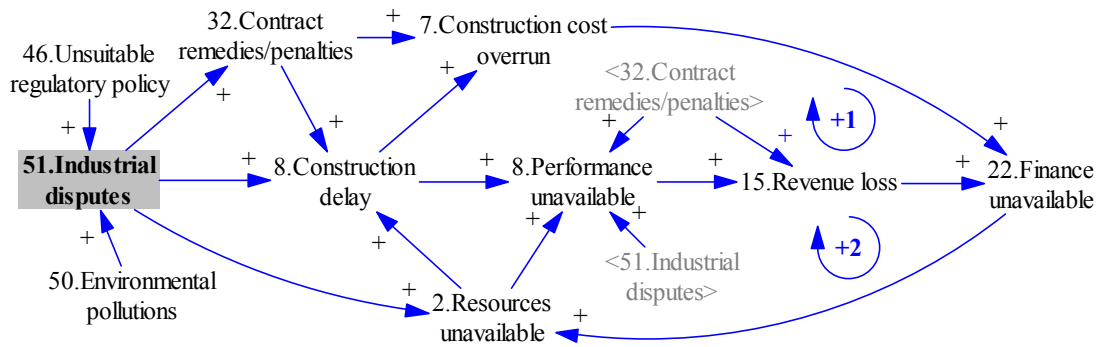 32.Contract
remedies/penalties
+
7.Construction cost
overrun
46.Unsuitable
regulatory policy
+
+
+
<32.Contract
remedies/penalties>
+
+
+
+1
+
51.Industrial
disputes
+
8.Construction
delay
+
8.Performance
unavailable
+
15.Revenue loss
+
22.Finance
unavailable
+
+
+
+
+2
50.Environmental
pollutions
<51.Industrial
disputes>
+
2.Resources
unavailable
+